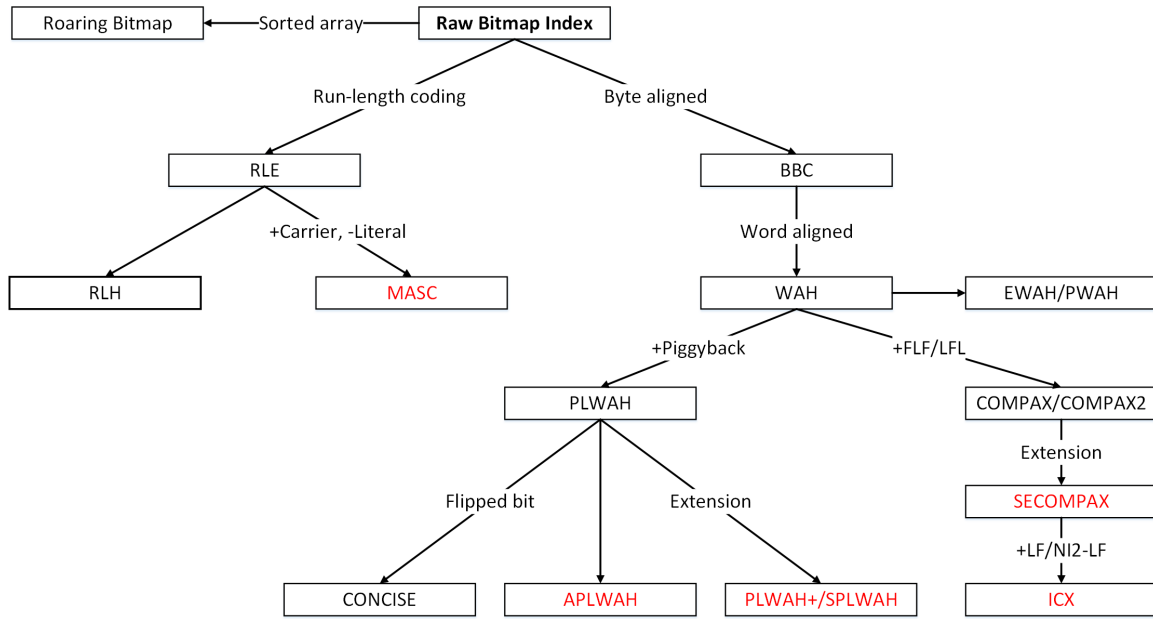 Roaring Bitmap
Sorted array
Raw Bitmap Index
Run-length coding
Byte aligned
RLE
BBC
+Carrier, -Literal
Word aligned
RLH
MASC
WAH
EWAH/PWAH
+Piggyback
+FLF/LFL
PLWAH
COMPAX/COMPAX2
Extension
Flipped bit
Extension
SECOMPAX
+LF/NI2-LF
CONCISE
APLWAH
PLWAH+/SPLWAH
ICX